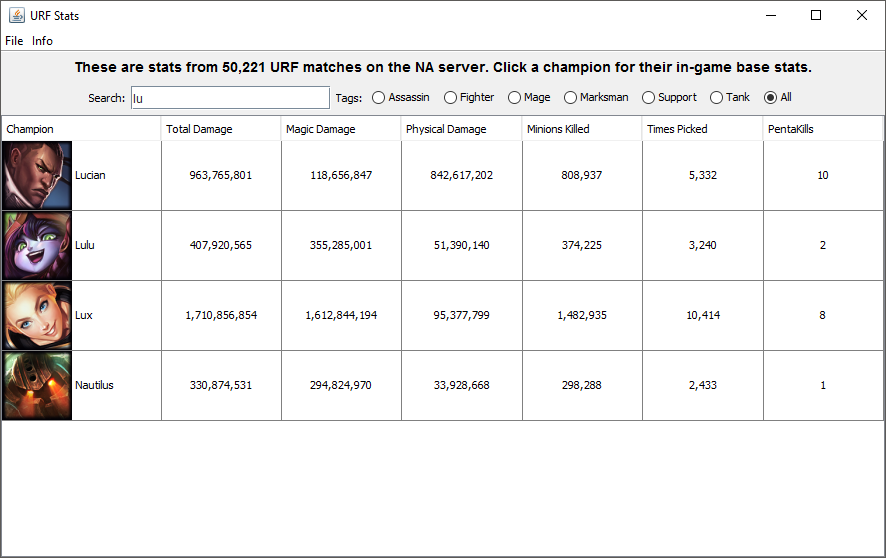 URF Stats
File Info
These are stats from 50,221 URF matches on the NA server. Click a champion for their in-game base stats.
Search: lu Tags: Assassin Fighter Mage Marksman Support Tank All
Champion Total Damage Magic Damage Physical Damage Minions Killed Times Picked PentaKills
Lucian 963,765,801 118,656,847 842,617,202 808,937 5,332 10
Lulu 407,920,565 355,285,001 51,390,140 374,225 3,240 2
Lux 1,710,856,854 1,612,844,194 95,377,799 1,482,935 10,414 8
Nautilus 330,874,531 294,824,970 33,928,668 298,288 2,433 1